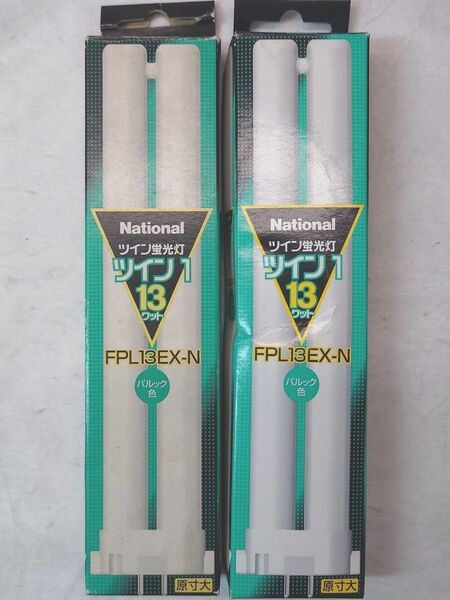 National
ツイン蛍光灯
ツイン1
13
ワット
FPL13EX-N
パルック
色
原寸大
National
ツイン蛍光灯
ツイン1
13
ワット
FPL13EX-N
パルック
色
原寸大